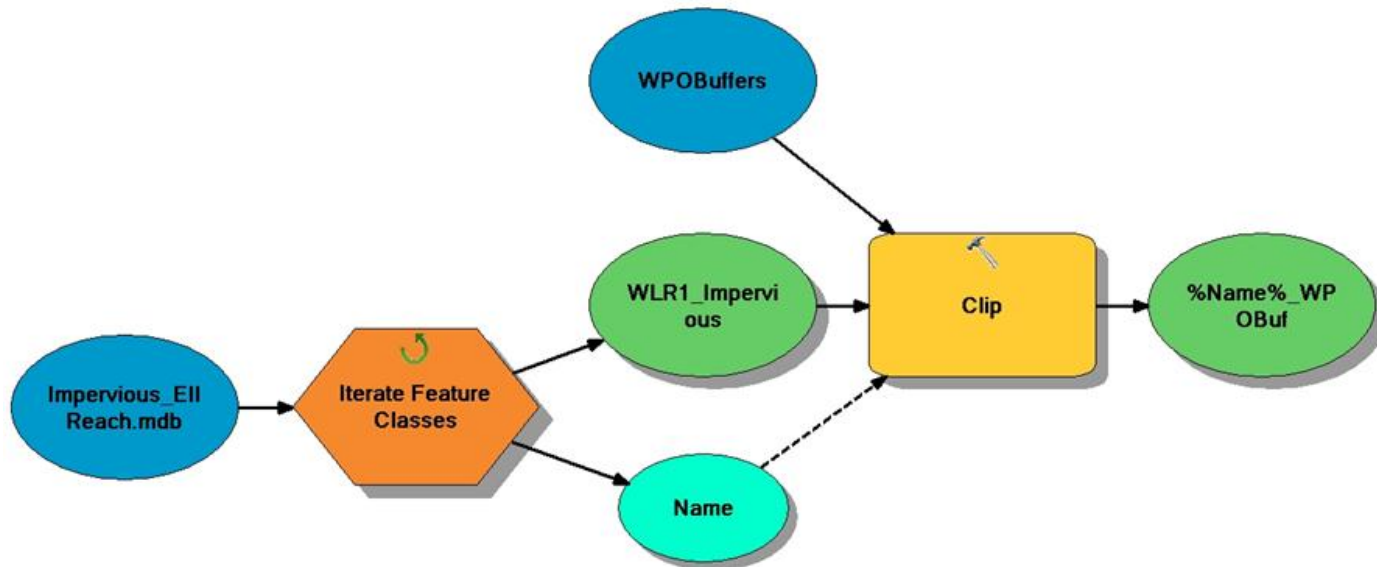 WPOBuffers
WLR1_Impervi
ous
Clip
%Name%_WP
OBuf
Impervious_EII
Reach.mdb
Iterate Feature
Classes
Name